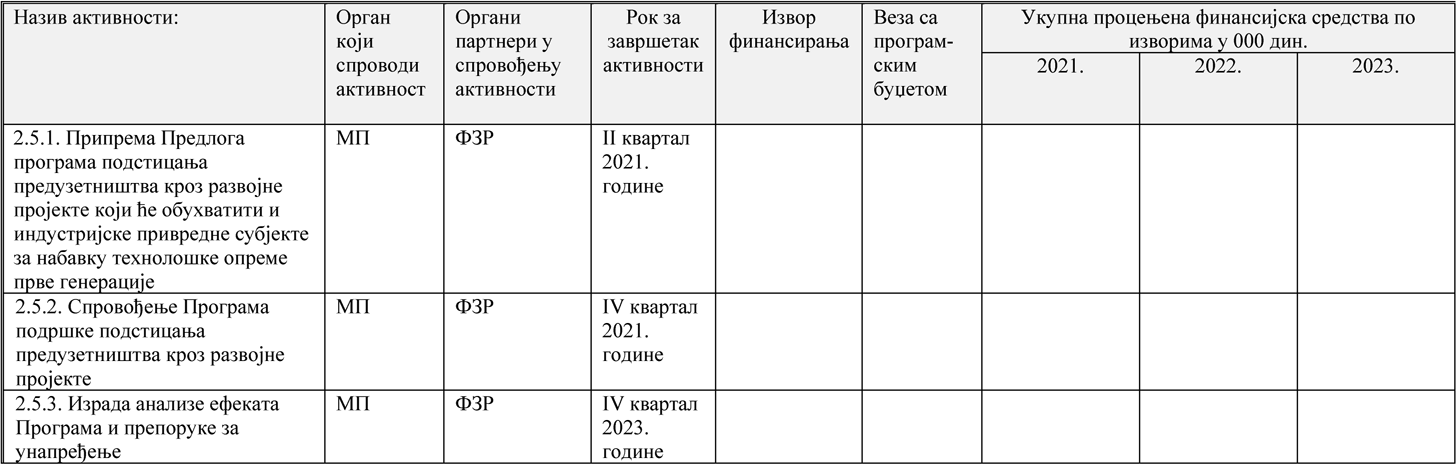 Назив активности:
Орган
који
спроводи
активност
Органи
партнери у
спровођењу
активности
Рок за
завршетак
активности
Извор
финансирања
Веза са
програм-
ским
буџетом
Укупна процењена финансијска средства по
изворима у 000 дин.
2021.
2022.
2023.
2.5.1. Припрема Предлога
програма подстицања
предузетништва кроз развојне
пројекте који ће обухватити и
индустријске привредне субјекте
за набавку технолошке опреме
прве генерације
МП
ФЗР
II квартал
2021.
године
2.5.2. Спровођење Програма
подршке подстицања
предузетништва кроз развојне
пројекте
МП
ФЗР
IV квартал
2021.
године
2.5.3. Израда анализе ефеката
Програма и препоруке за
унапређење
МП
ФЗР
IV квартал
2023.
године